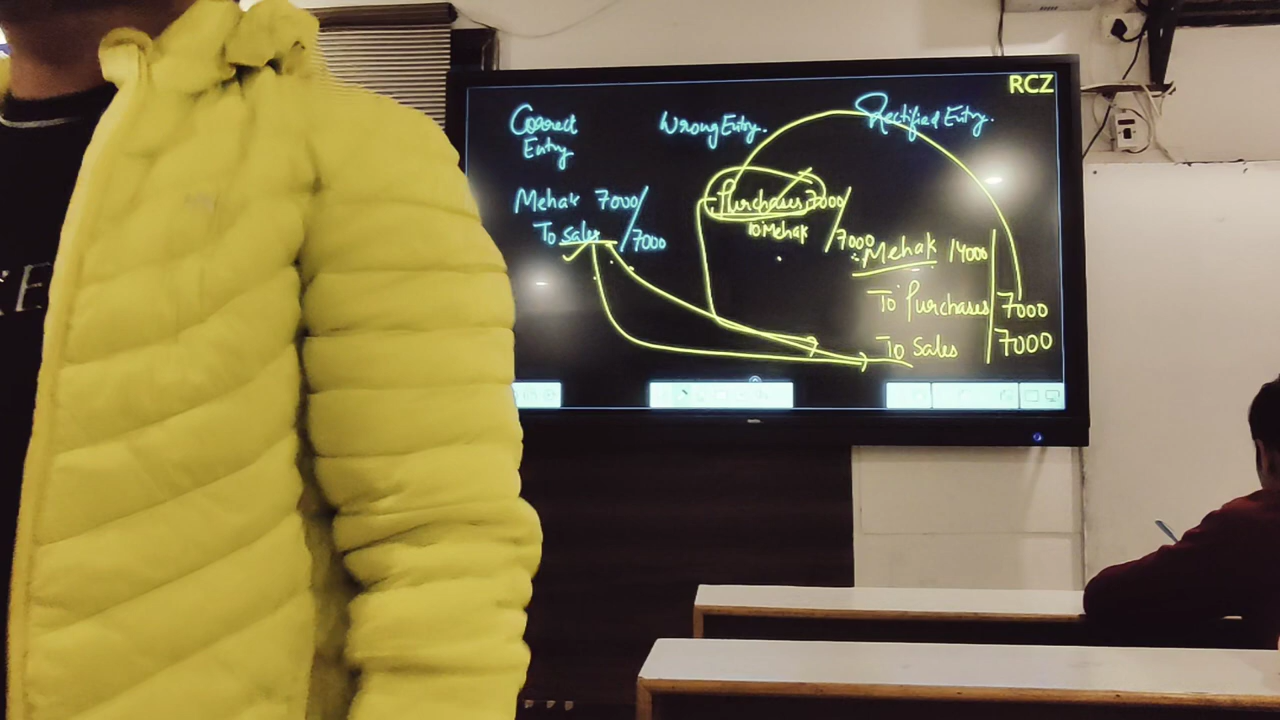 RCZ
Correct
Entry
Wrong Entry.
Rectified Entry.
Mehak 7000/
To sales /7000
Purchases 7000/
To Mehak /7000
Mehak 14000
To Purchases 7000
To Sales 7000